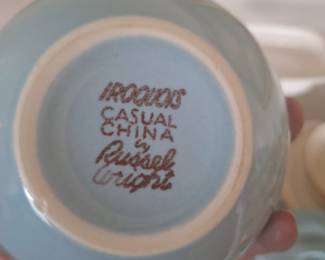 IROQUOIS
CASUAL
CHINA
by
Russel
Wright